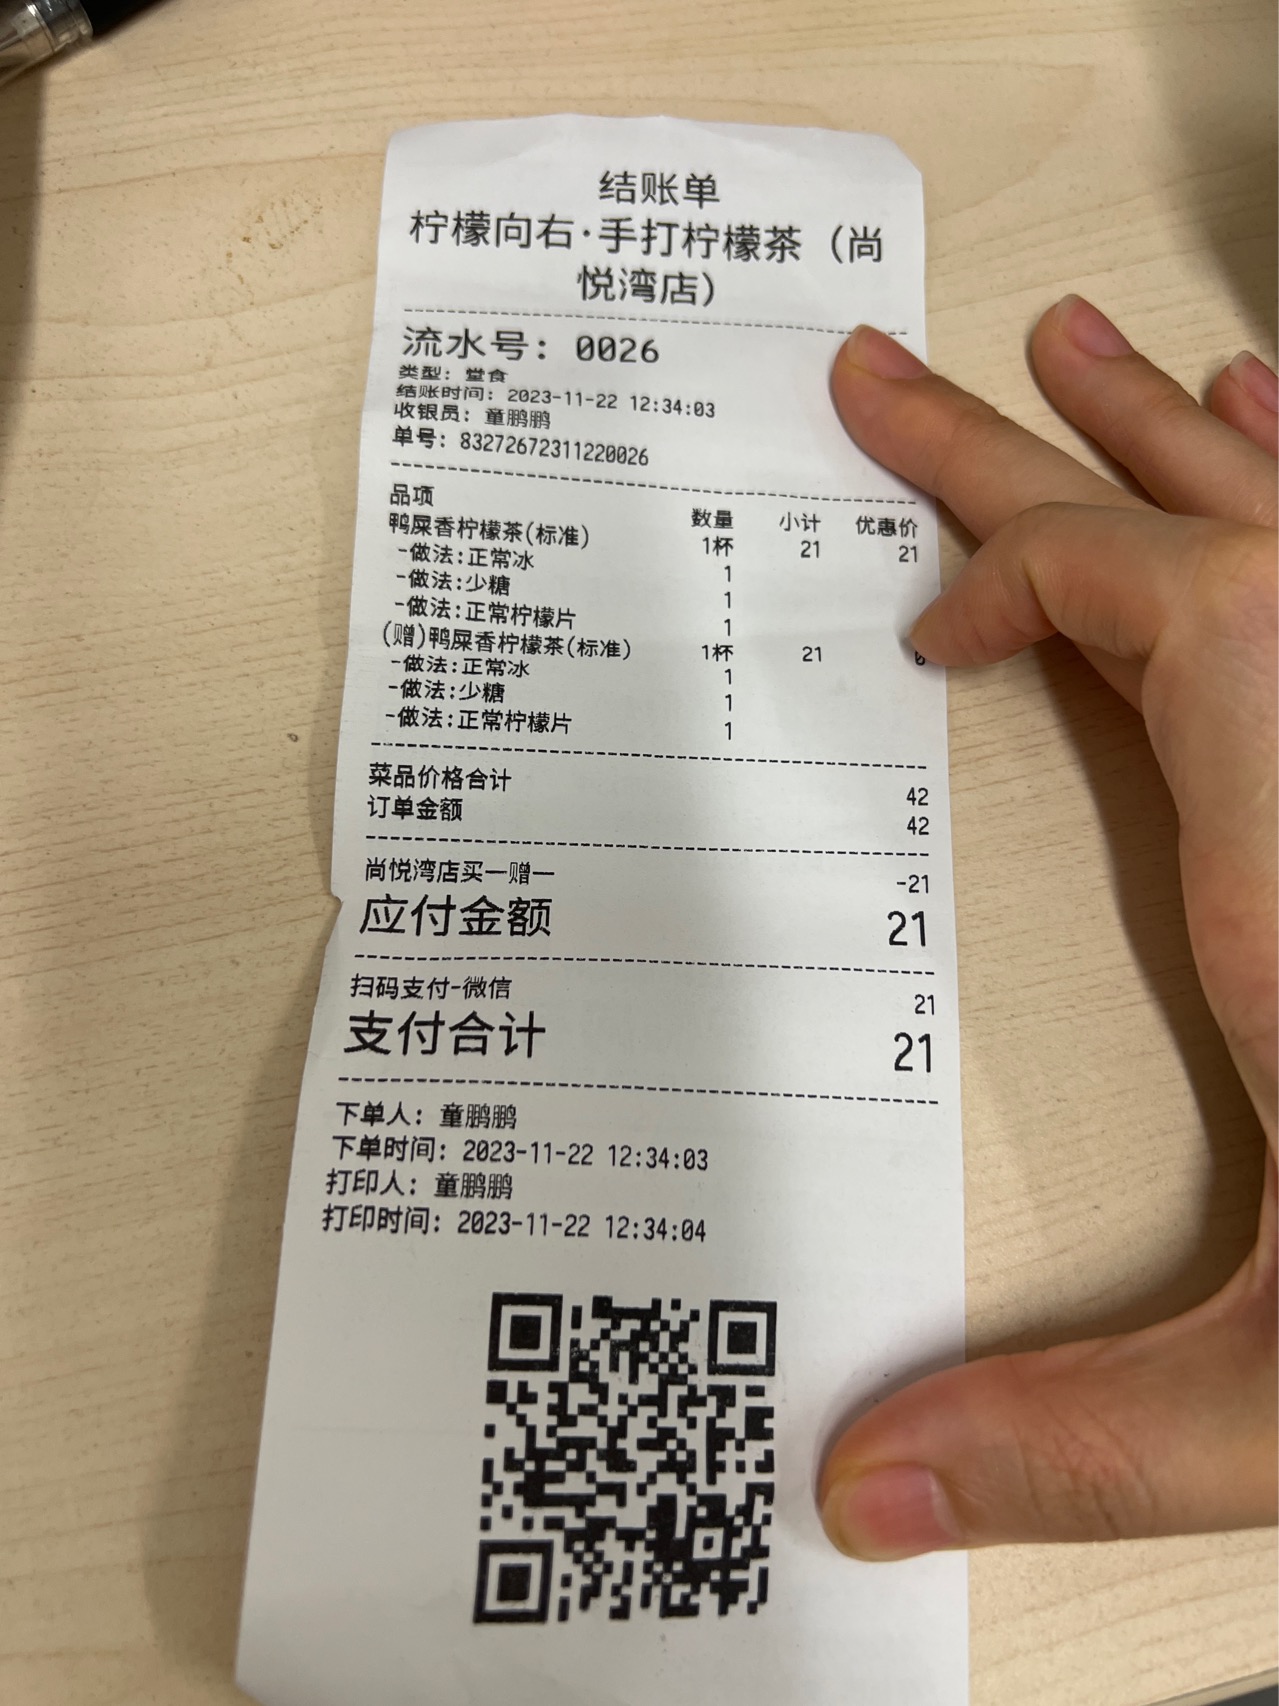 结账单
柠檬向右·手打柠檬茶（尚
悦湾店）
流水号：0026
类型：堂食
结账时间：2023-11-22 12:34:03
收银员：童鹏鹏
单号：83272672311220026
品项 数量 小计 优惠价
鸭屎香柠檬茶(标准) 1杯 21 21
-做法:正常冰 1
-做法:少糖 1
-做法:正常柠檬片 1
(赠)鸭屎香柠檬茶(标准) 1杯 21 0
-做法:正常冰 1
-做法:少糖 1
-做法:正常柠檬片 1
菜品价格合计 42
订单金额 42
尚悦湾店买一赠一 -21
应付金额 21
扫码支付-微信 21
支付合计 21
下单人：童鹏鹏
下单时间：2023-11-22 12:34:03
打印人：童鹏鹏
打印时间：2023-11-22 12:34:04